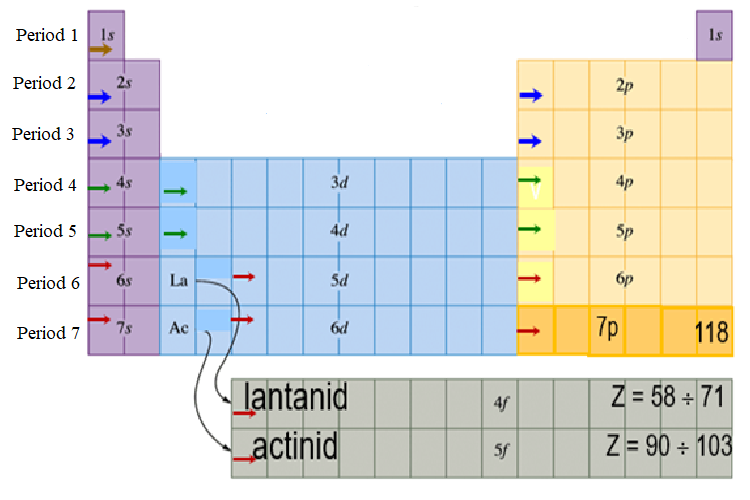 Period 1 1s 1s
Period 2 2s 2p
Period 3 3s 3p
Period 4 4s 3d 4p
Period 5 5s 4d 5p
Period 6 6s La 5d 6p
Period 7 7s Ac 6d 7p 118
lantanid 4f Z = 58 ÷ 71
actinid 5f Z = 90 ÷ 103